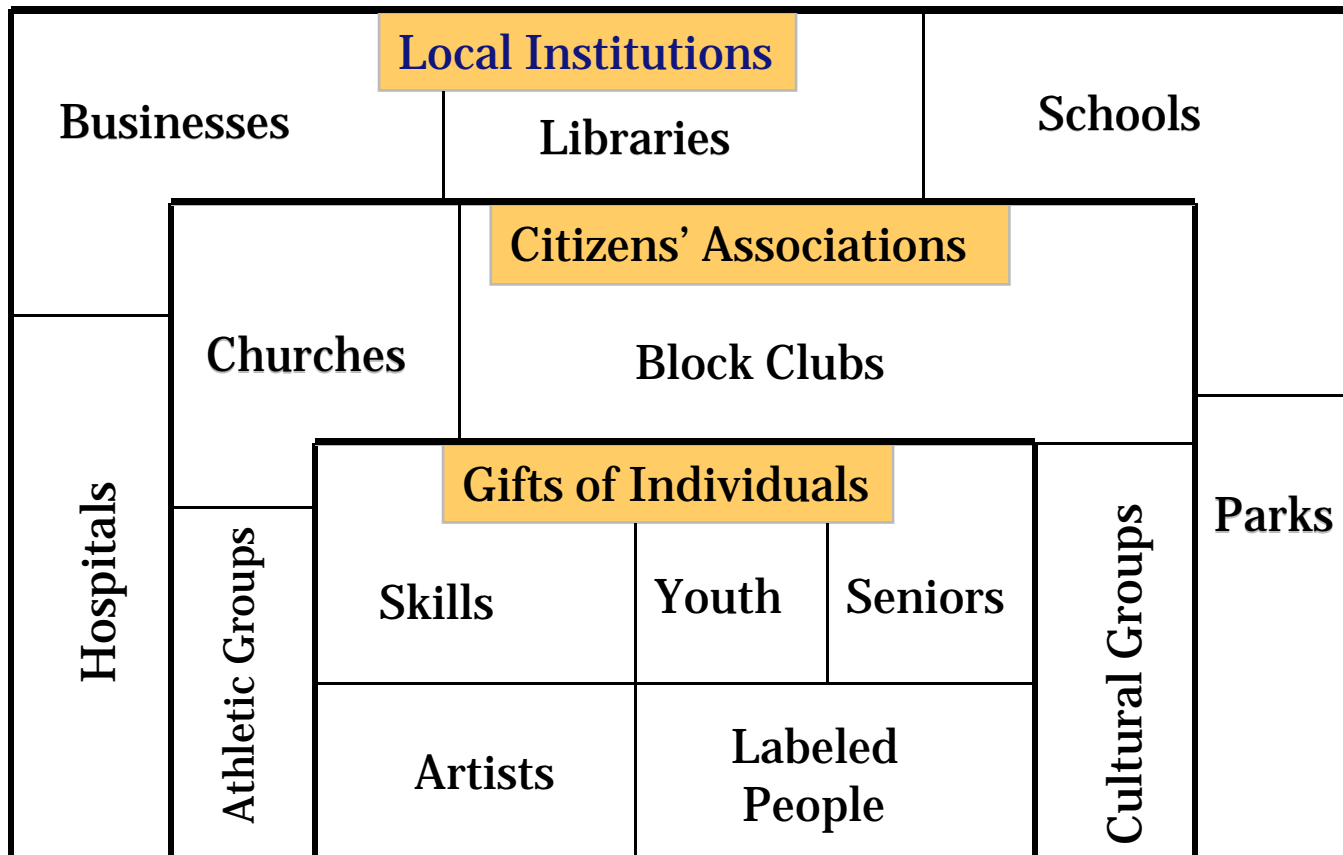 Local Institutions
Businesses
Libraries
Schools
Citizens’ Associations
Churches
Block Clubs
Gifts of Individuals
Hospitals
Athletic Groups
Skills
Youth
Seniors
Cultural Groups
Parks
Artists
Labeled
People